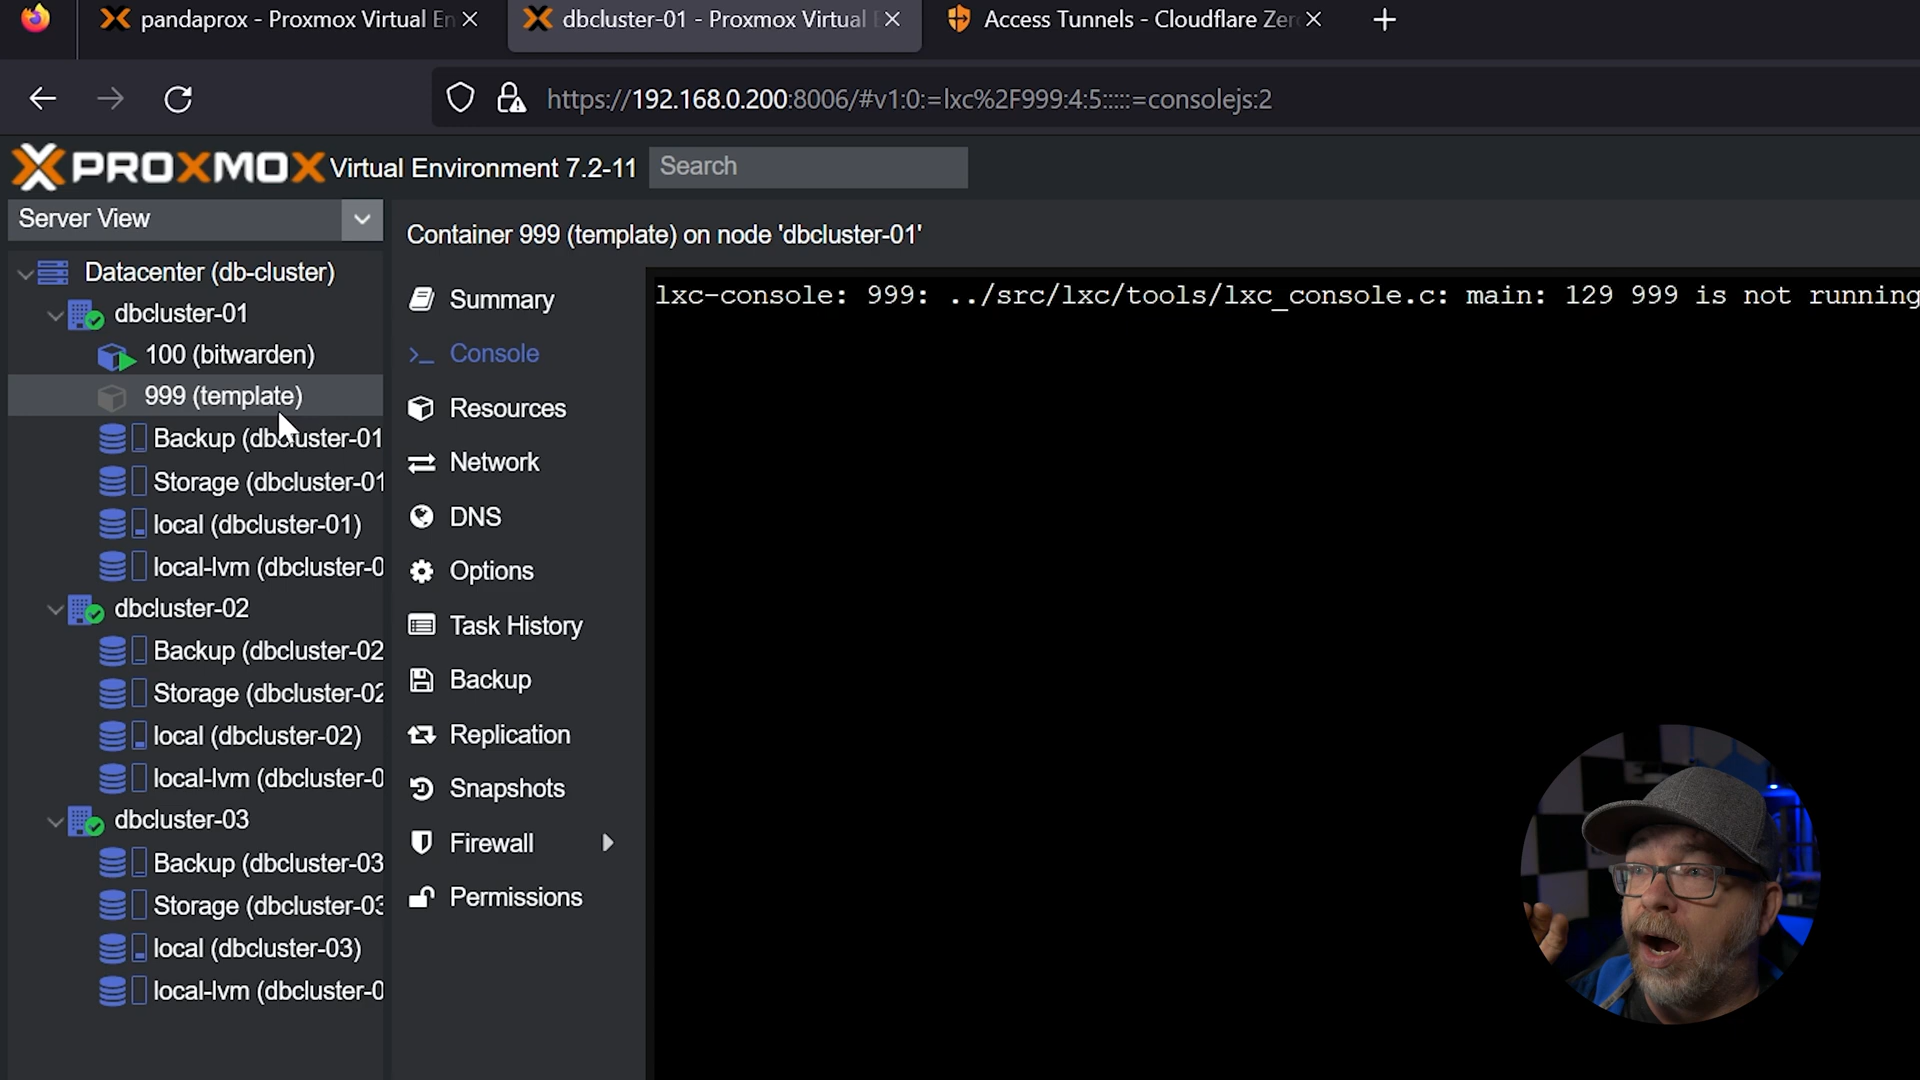 pandaprox - Proxmox Virtual En
dbcluster-01 - Proxmox Virtual E
Access Tunnels - Cloudflare Zero
https://192.168.0.200:8006/#v1:0:=lxc%2F999:4:5:::::=consolejs:2
PROXMOX Virtual Environment 7.2-11
Search
Server View
Datacenter (db-cluster)
dbcluster-01
100 (bitwarden)
999 (template)
Backup (dbcluster-01
Storage (dbcluster-01
local (dbcluster-01)
local-lvm (dbcluster-0
dbcluster-02
Backup (dbcluster-02
Storage (dbcluster-02
local (dbcluster-02)
local-lvm (dbcluster-0
dbcluster-03
Backup (dbcluster-03
Storage (dbcluster-03
local (dbcluster-03)
local-lvm (dbcluster-0
Container 999 (template) on node 'dbcluster-01'
Summary
Console
Resources
Network
DNS
Options
Task History
Backup
Replication
Snapshots
Firewall
Permissions
lxc-console: 999: ../src/lxc/tools/lxc_console.c: main: 129 999 is not running